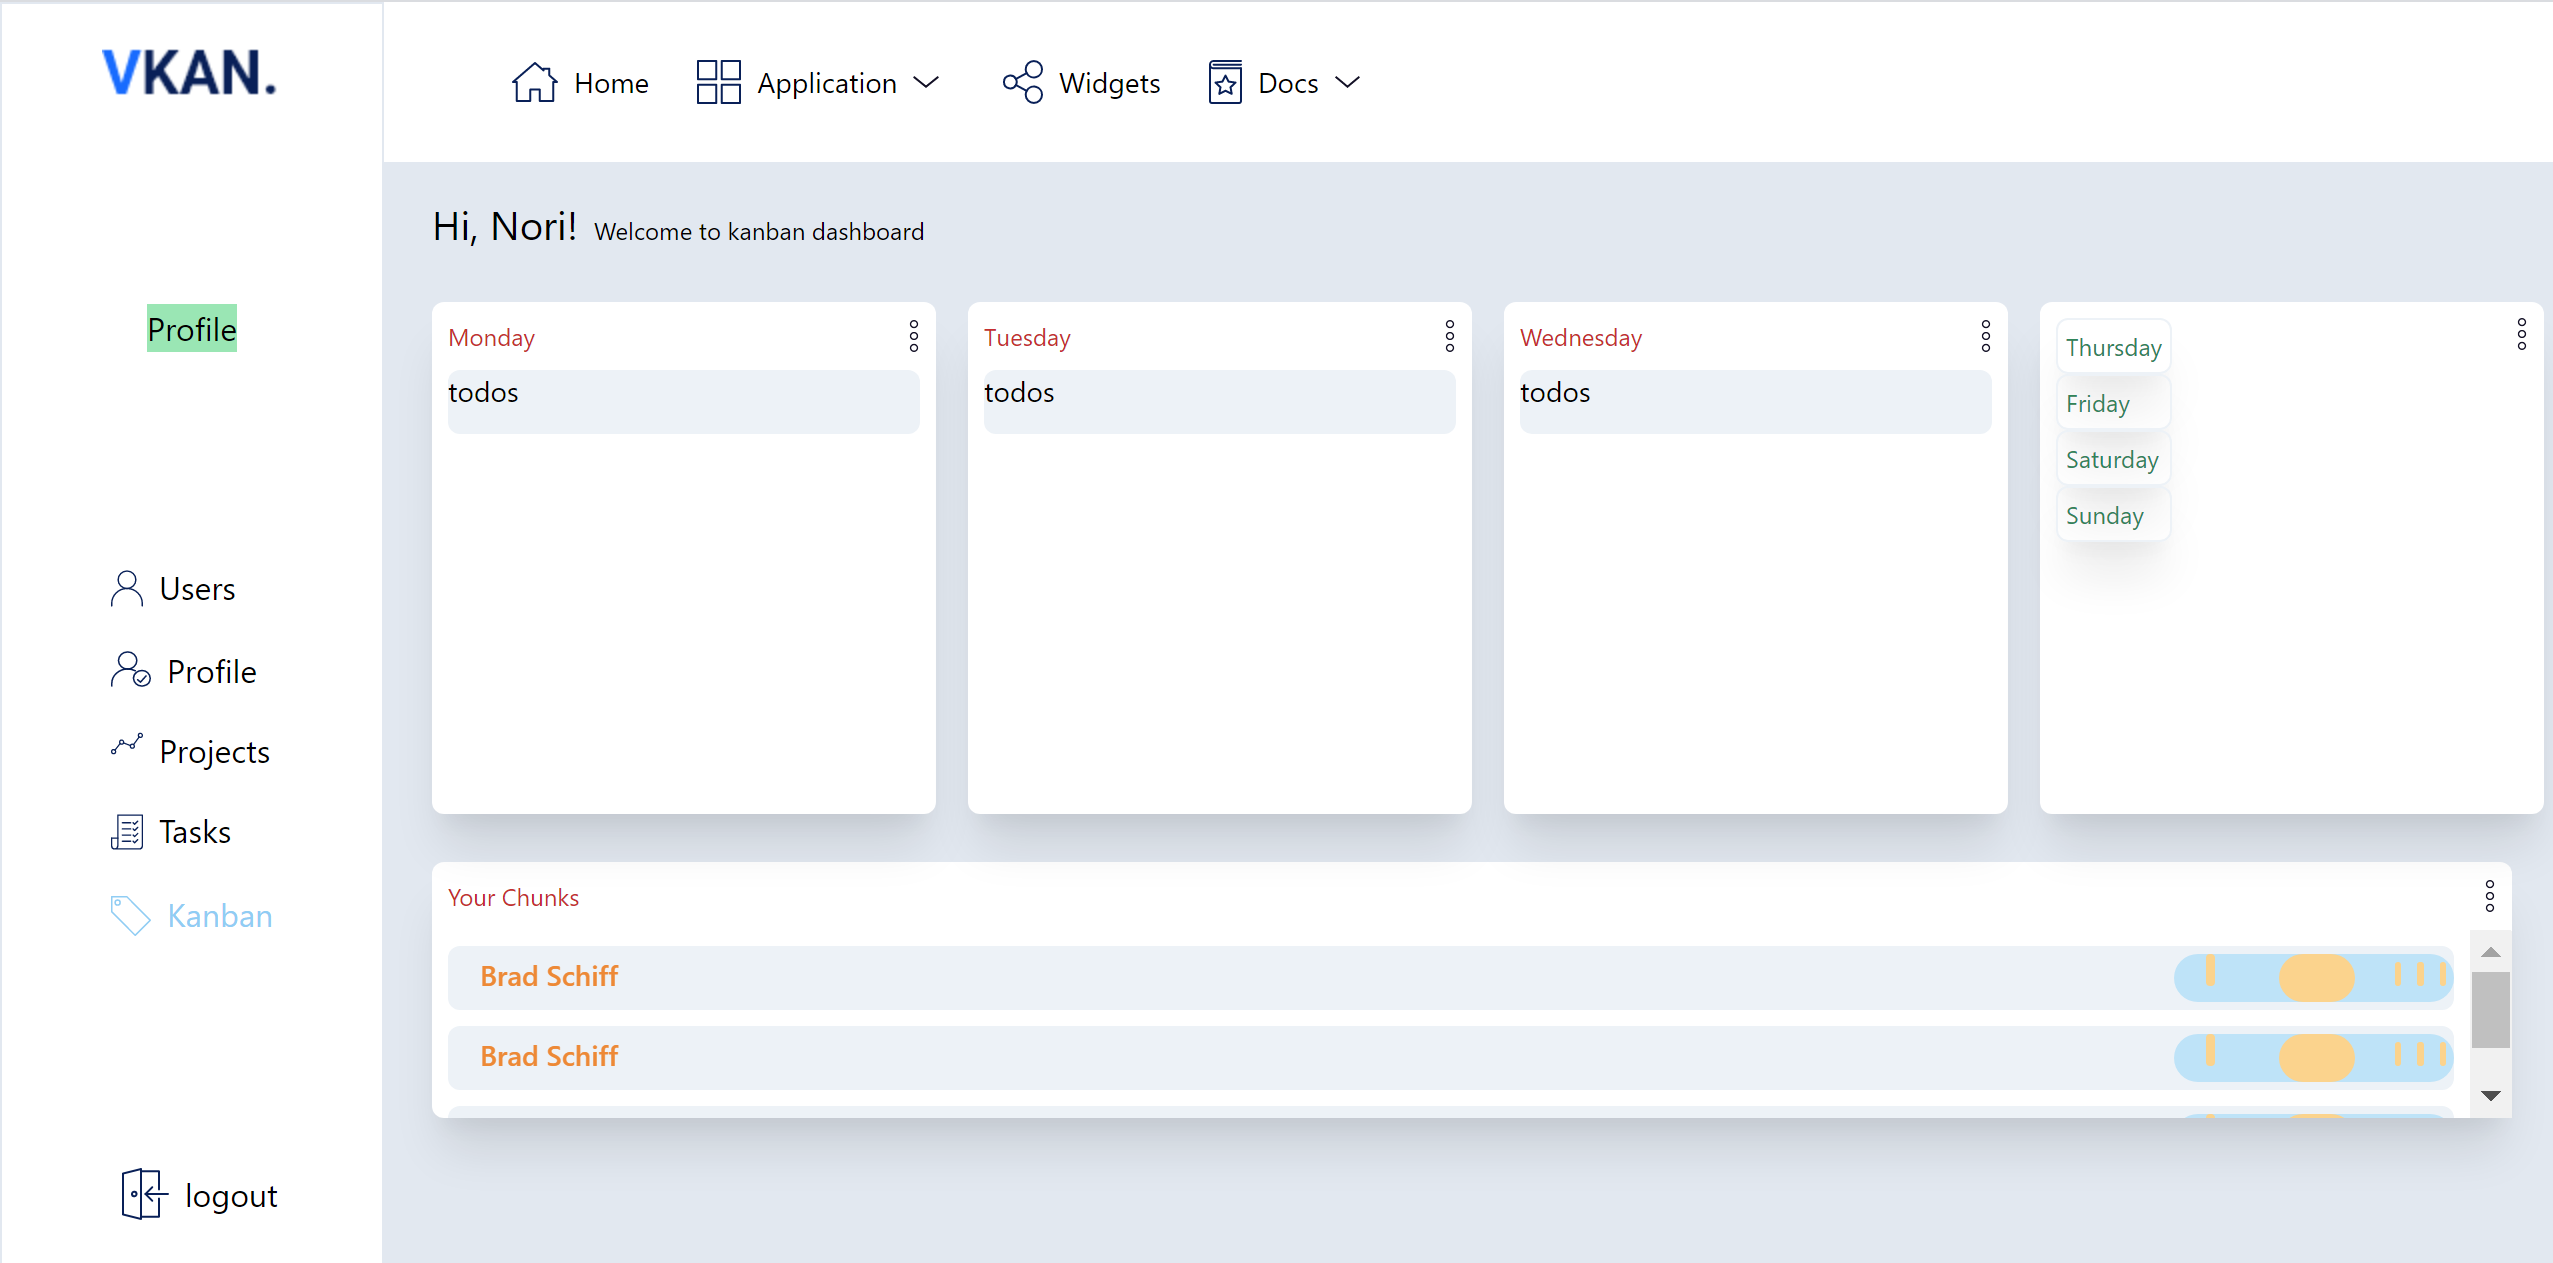 VKAN.
Home Application Widgets Docs
Hi, Nori! Welcome to kanban dashboard
Profile
Users
Profile
Projects
Tasks
Kanban
logout
Monday
todos
Tuesday
todos
Wednesday
todos
Thursday
Friday
Saturday
Sunday
Your Chunks
Brad Schiff
Brad Schiff